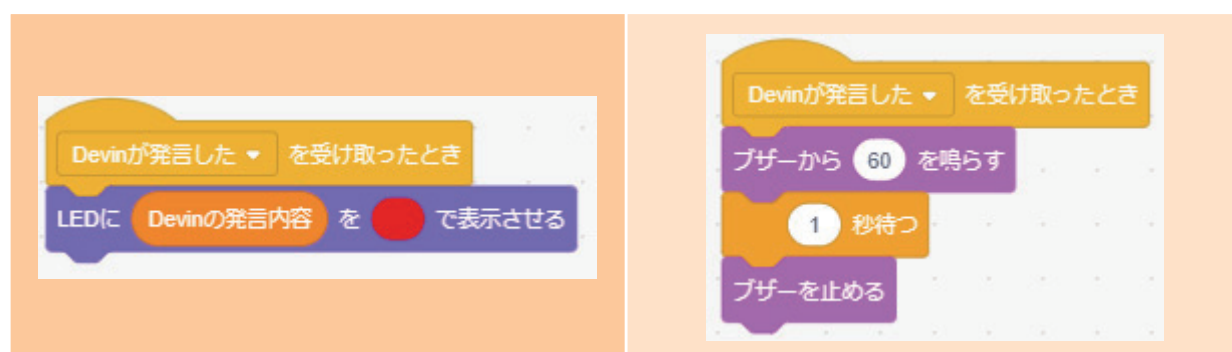 Devinが発言した を受け取ったとき
LEDに Devinの発言内容 を で表示させる
Devinが発言した を受け取ったとき
ブザーから 60 を鳴らす
1 秒待つ
ブザーを止める